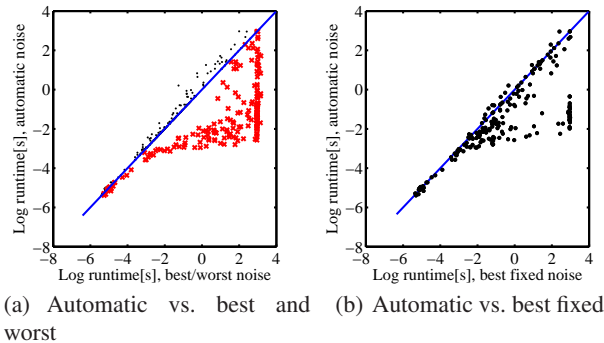 4
2
0
−2
−4
−6
−8
−8 −6 −4 −2 0 2 4
Log runtime[s], automatic noise
Log runtime[s], best/worst noise
4
2
0
−2
−4
−6
−8
−8 −6 −4 −2 0 2 4
Log runtime[s], automatic noise
Log runtime[s], best fixed noise
(a) Automatic vs. best and
worst
(b) Automatic vs. best fixed